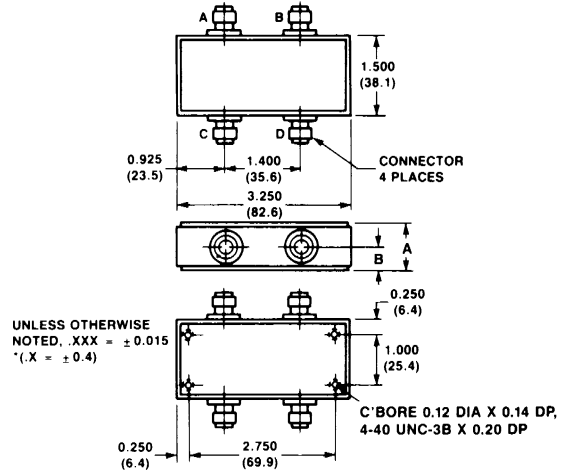 A B
1.500
(38.1)
C D
0.925
(23.5)
1.400
(35.6)
CONNECTOR
4 PLACES
3.250
(82.6)
B A
0.250
(6.4)
UNLESS OTHERWISE
NOTED, .XXX = ±0.015
*(.X = ±0.4)
1.000
(25.4)
C'BORE 0.12 DIA X 0.14 DP,
4-40 UNC-3B X 0.20 DP
0.250
(6.4)
2.750
(69.9)